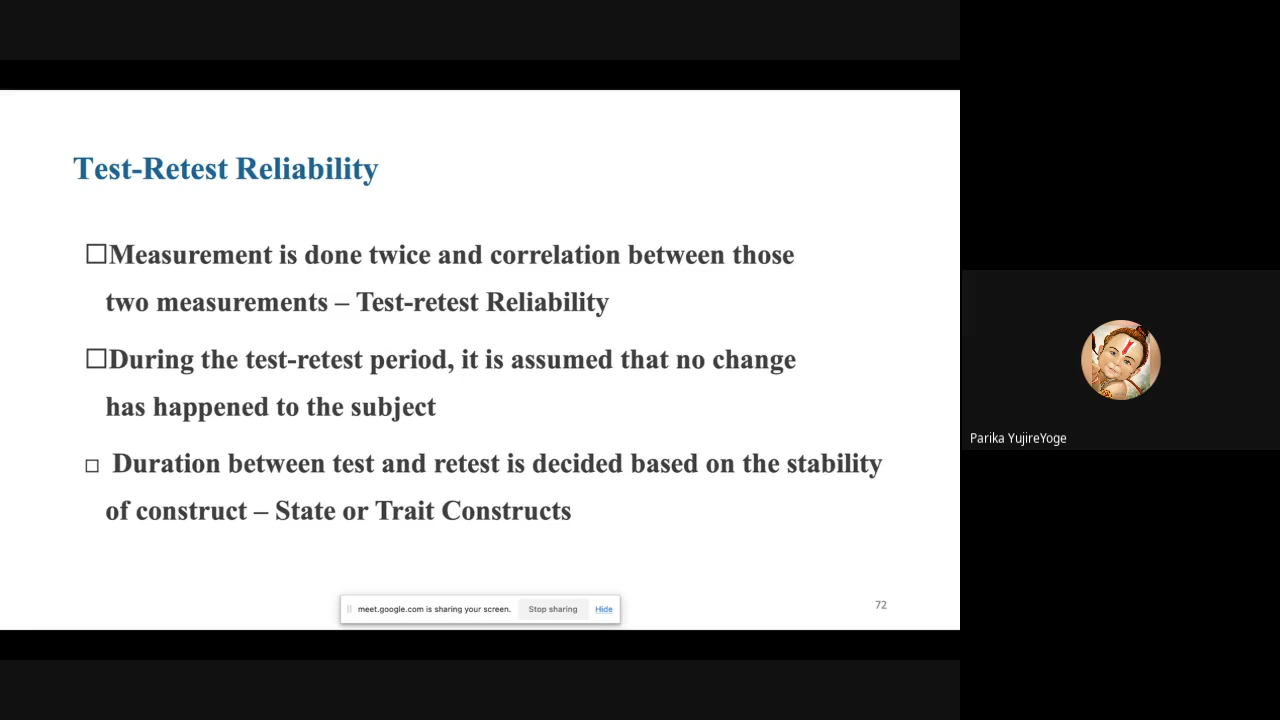 Test-Retest Reliability
☐Measurement is done twice and correlation between those
two measurements – Test-retest Reliability
☐During the test-retest period, it is assumed that no change
has happened to the subject
☐ Duration between test and retest is decided based on the stability
of construct – State or Trait Constructs
meet.google.com is sharing your screen. Stop sharing Hide
72
Parika YujireYoge